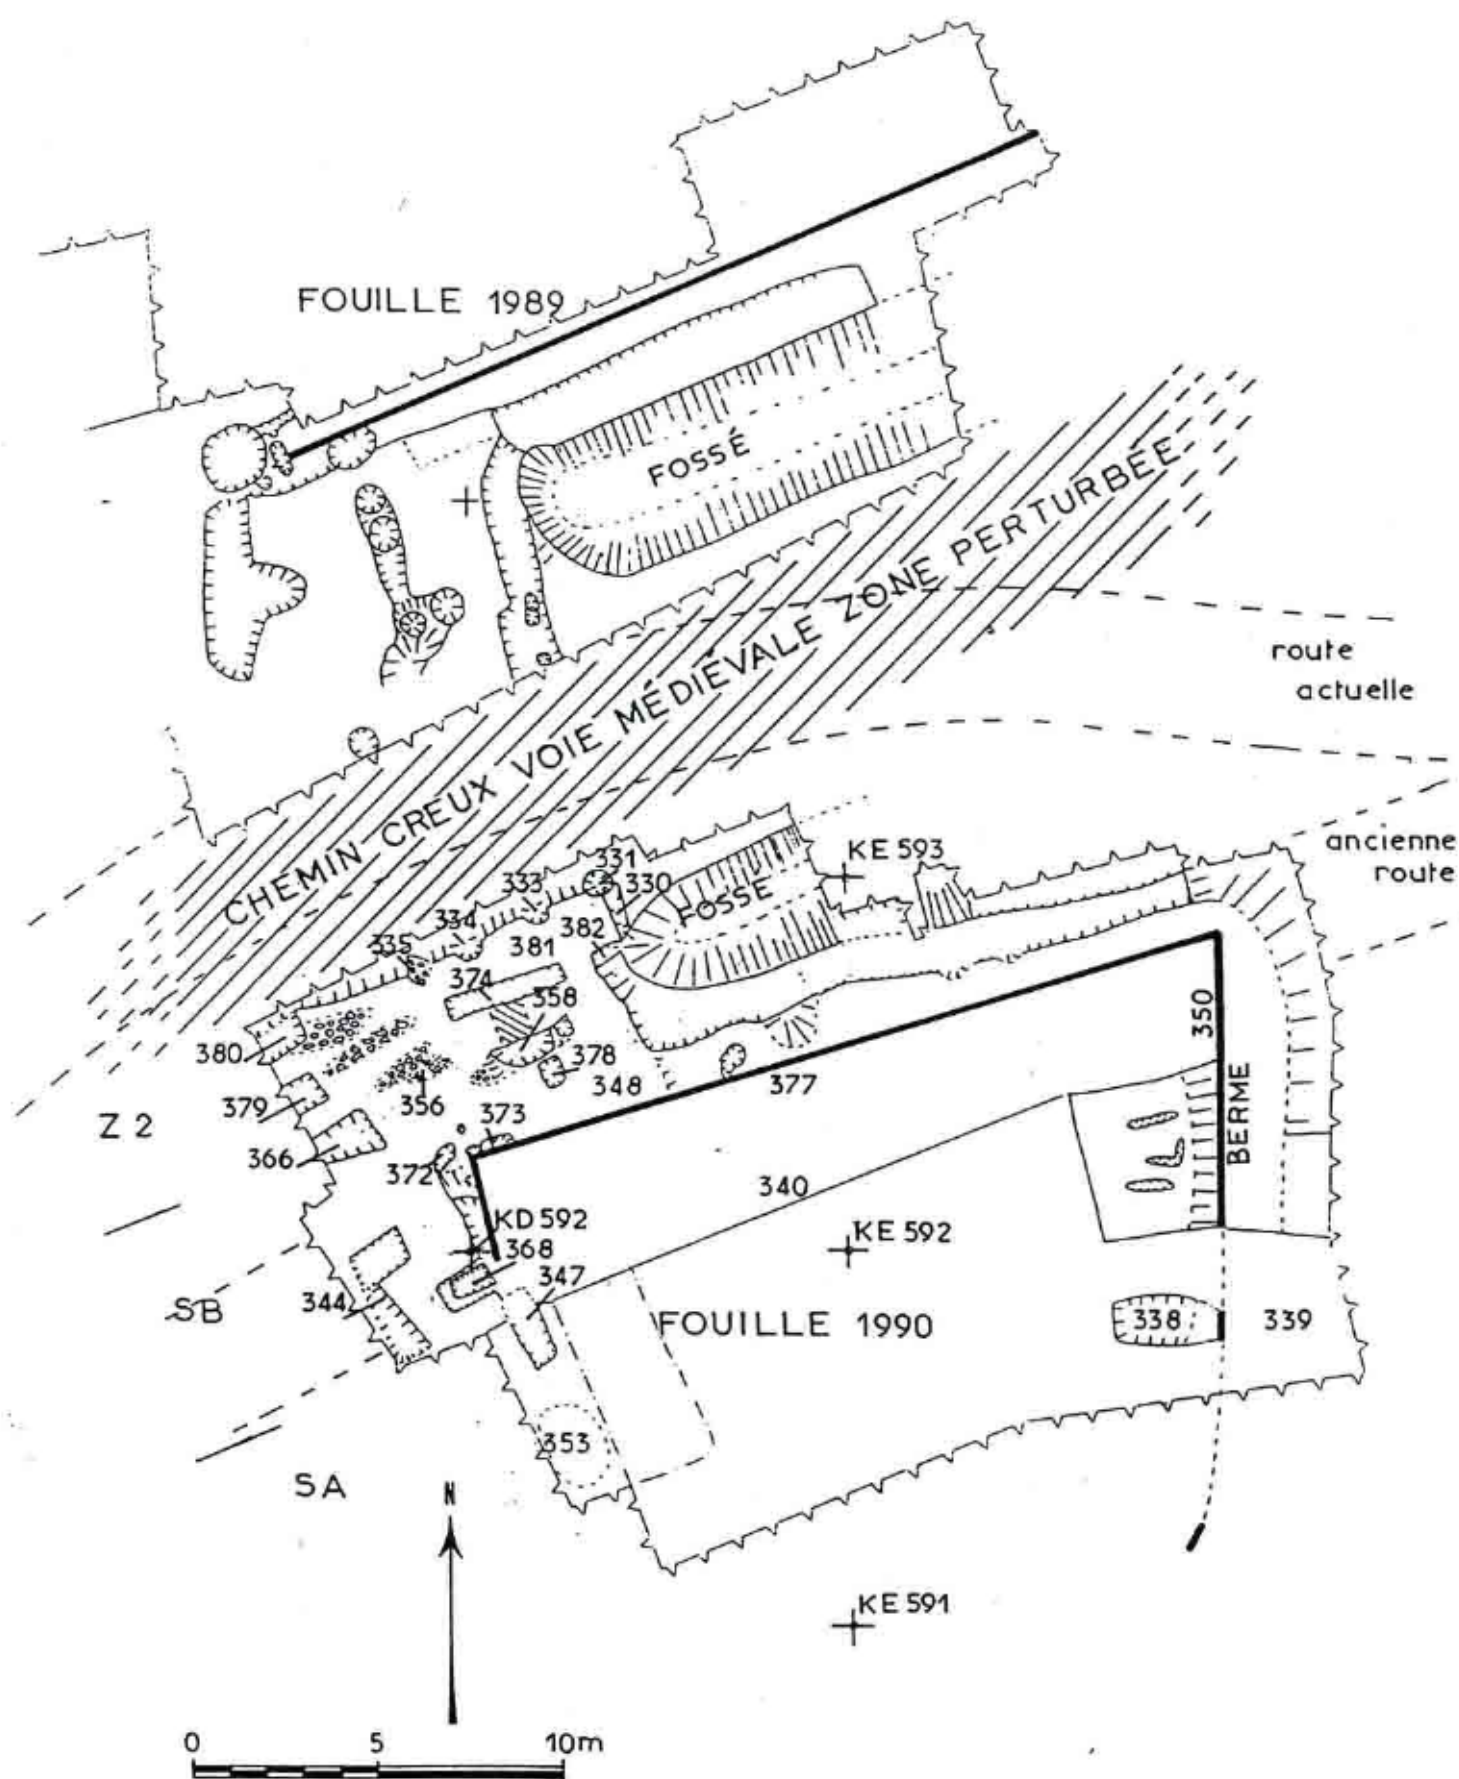 FOUILLE 1989
FOSSÉ
CHEMIN CREUX VOIE MÉDIÉVALE ZONE PERTURBÉE
route
actuelle
ancienne
route
331
333
330
KE 593
FOSSÉ
334
382
335
381
374
358
350
380
378
348
377
379
356
373
Z 2
366
372
BERME
340
KD 592
368
KE 592
347
344
SB
FOUILLE 1990
338
339
353
SA
N
KE 591
0 5 10m